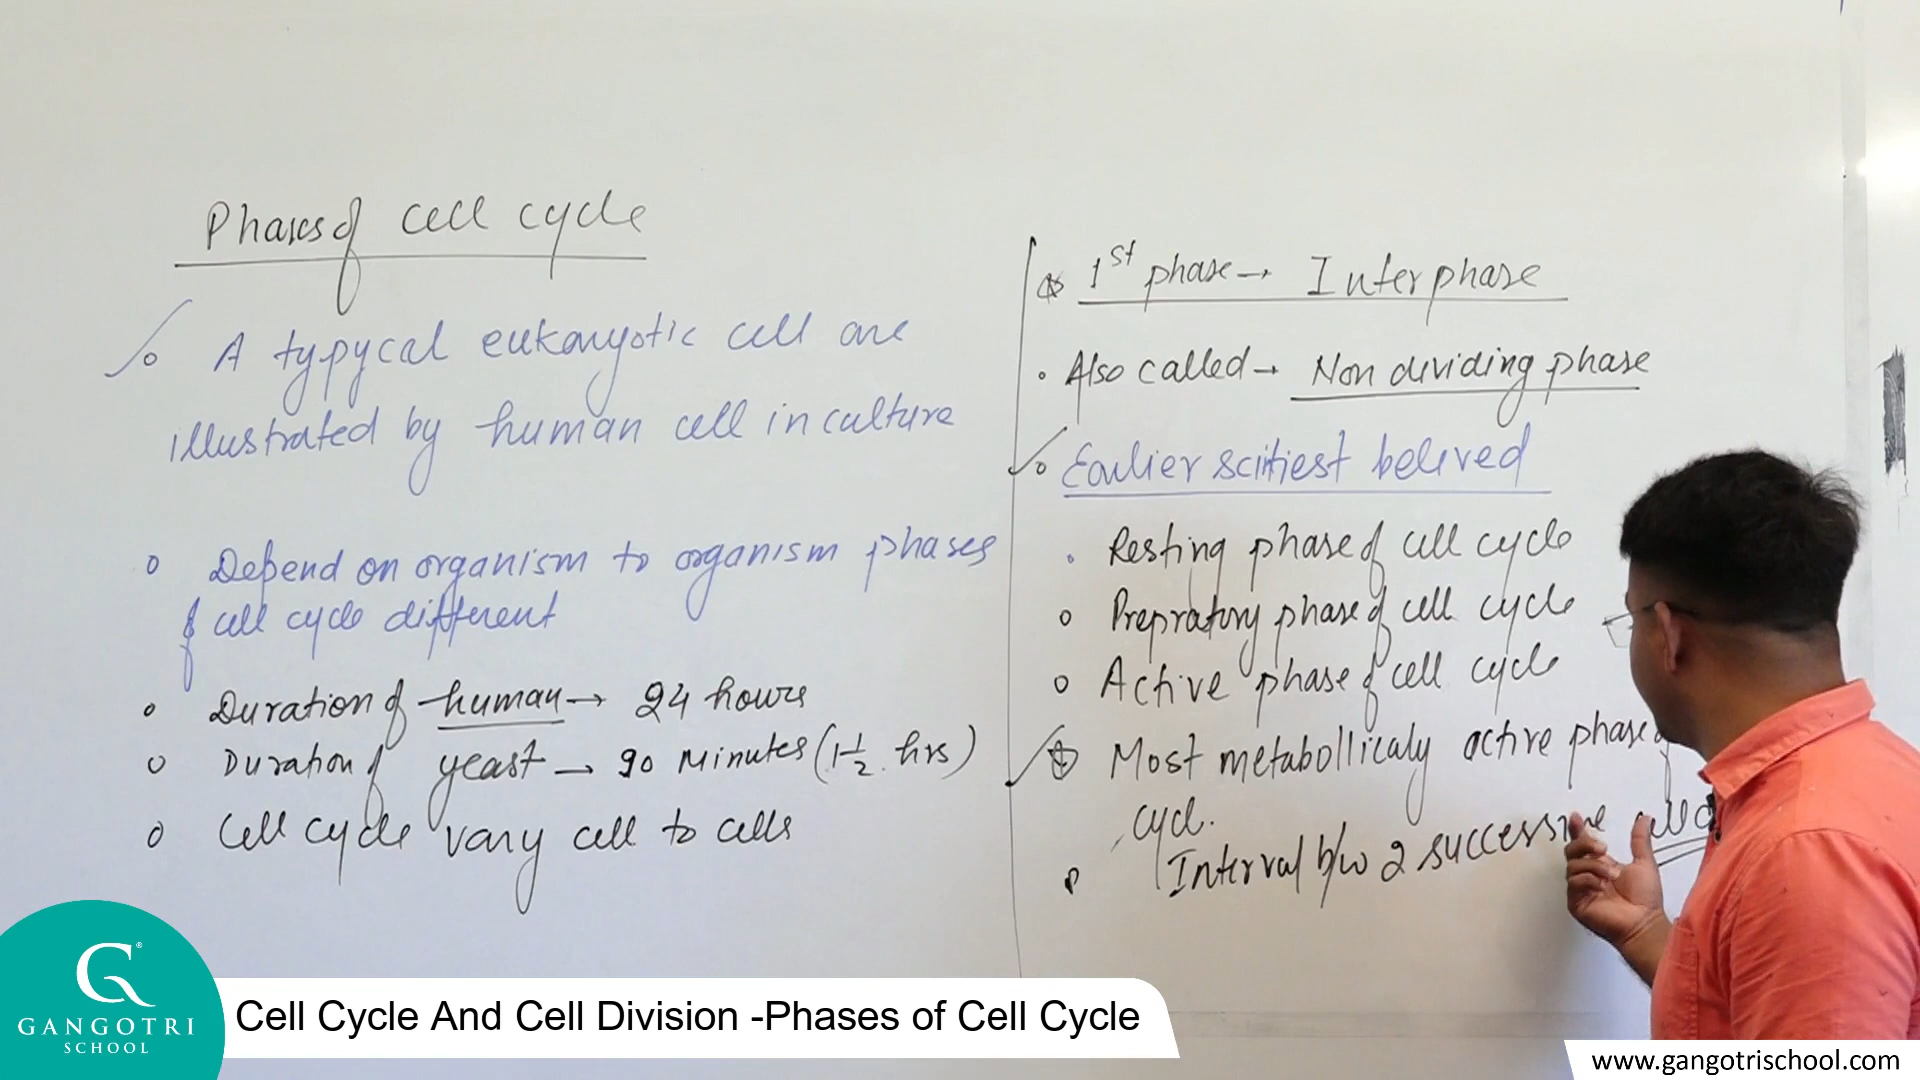 Phases of cell cycle
A typycal eukaryotic cell are
illustrated by human cell in culture
Depend on organism to organism phases
of cell cycle different
Duration of human → 24 hours
Duration of yeast → 90 Minutes (1 1/2 hrs)
Cell cycle vary cell to cells
1st phase → Interphase
Also called → Non dividing phase
Earlier scitiest belived
Resting phase of cell cycle
Prepratory phase of cell cycle
Active phase of cell cycle
Most metabollicaly active phase
cycl.
Interval b/w 2 successive cell
GANGOTRI
SCHOOL
Cell Cycle And Cell Division -Phases of Cell Cycle
www.gangotrischool.com